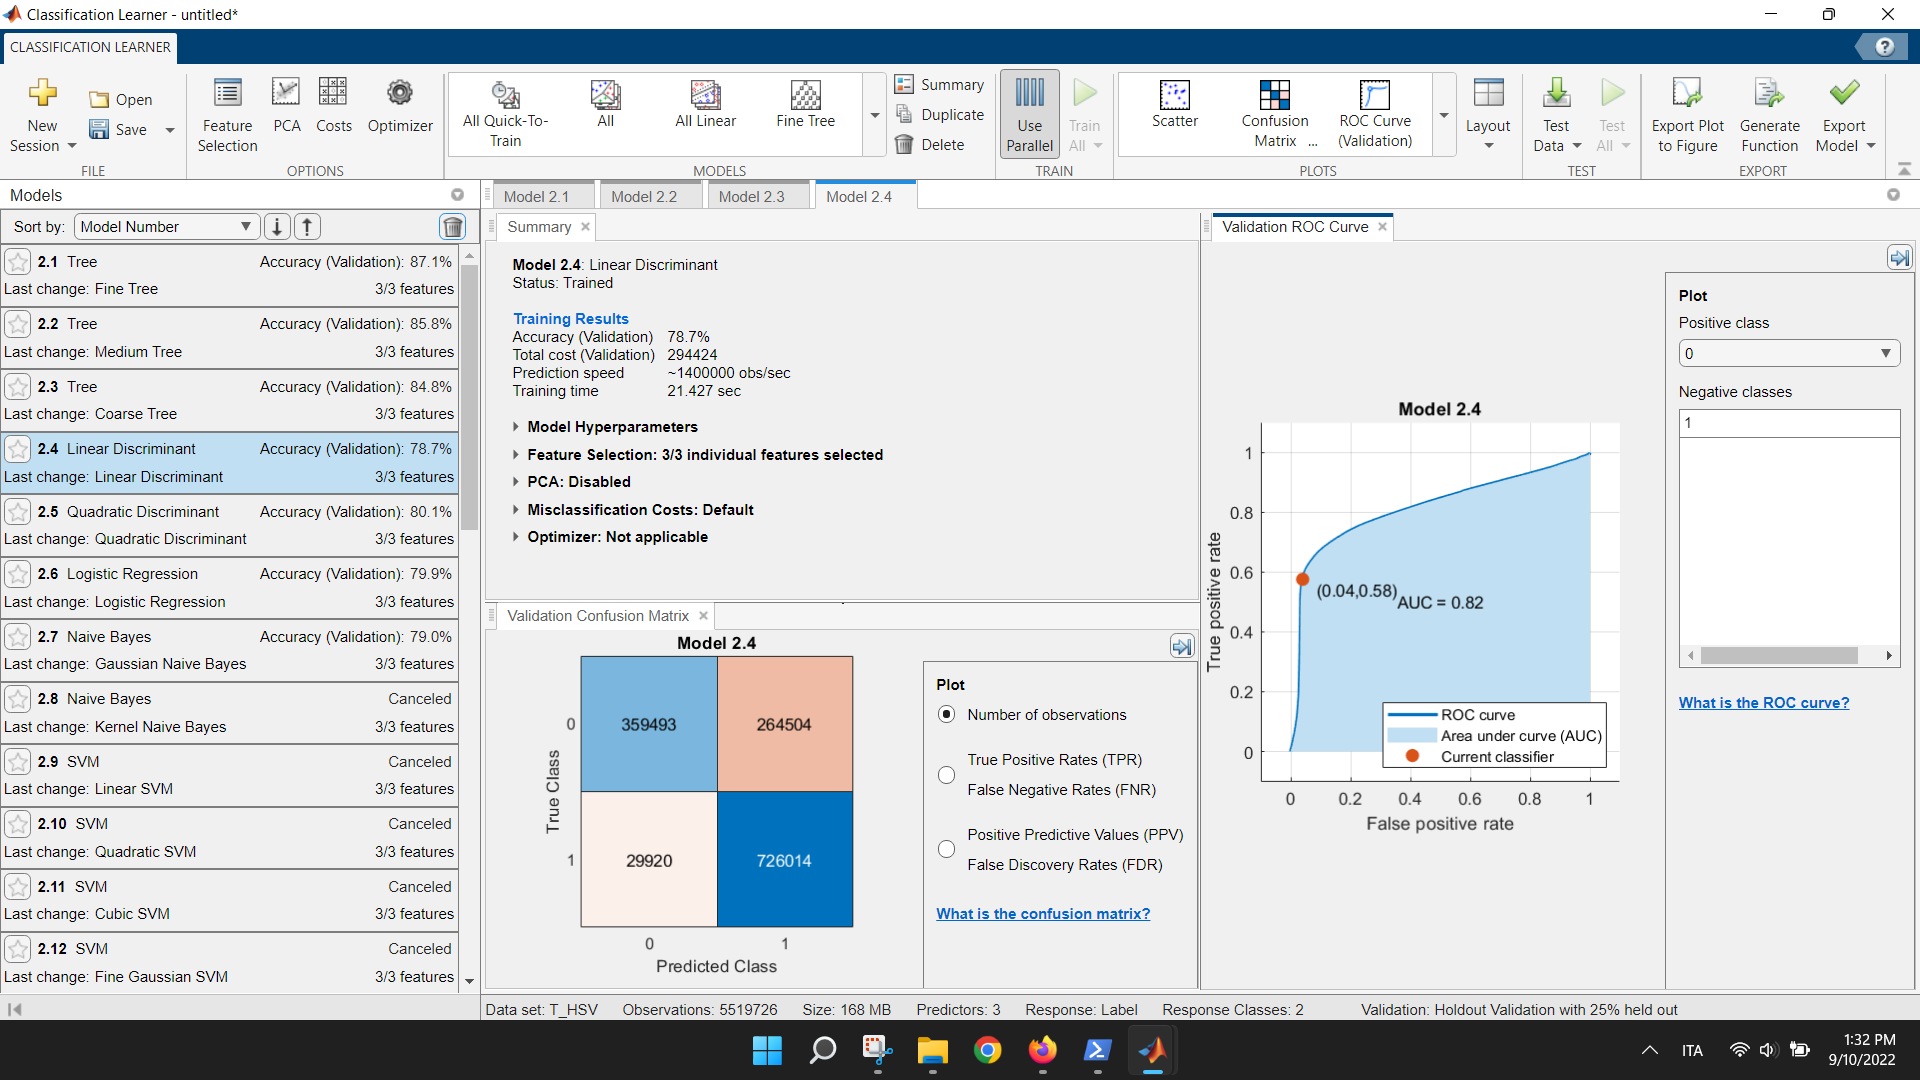 Classification Learner - untitled*
CLASSIFICATION LEARNER
New Session
Open
Save
FILE
Feature Selection
PCA
Costs
Optimizer
OPTIONS
All Quick-To-Train
All
All Linear
Fine Tree
Summary
Duplicate
Delete
MODELS
Use Parallel
Train All
TRAIN
Scatter
Confusion Matrix ...
ROC Curve (Validation)
Layout
PLOTS
Test Data
Test All
TEST
Export Plot to Figure
Generate Function
Export Model
EXPORT
Models
Sort by: Model Number
2.1 Tree Accuracy (Validation): 87.1%
Last change: Fine Tree 3/3 features
2.2 Tree Accuracy (Validation): 85.8%
Last change: Medium Tree 3/3 features
2.3 Tree Accuracy (Validation): 84.8%
Last change: Coarse Tree 3/3 features
2.4 Linear Discriminant Accuracy (Validation): 78.7%
Last change: Linear Discriminant 3/3 features
2.5 Quadratic Discriminant Accuracy (Validation): 80.1%
Last change: Quadratic Discriminant 3/3 features
2.6 Logistic Regression Accuracy (Validation): 79.9%
Last change: Logistic Regression 3/3 features
2.7 Naive Bayes Accuracy (Validation): 79.0%
Last change: Gaussian Naive Bayes 3/3 features
2.8 Naive Bayes Canceled
Last change: Kernel Naive Bayes 3/3 features
2.9 SVM Canceled
Last change: Linear SVM 3/3 features
2.10 SVM Canceled
Last change: Quadratic SVM 3/3 features
2.11 SVM Canceled
Last change: Cubic SVM 3/3 features
2.12 SVM Canceled
Last change: Fine Gaussian SVM 3/3 features
Model 2.1
Model 2.2
Model 2.3
Model 2.4
Summary
Model 2.4: Linear Discriminant
Status: Trained
Training Results
Accuracy (Validation) 78.7%
Total cost (Validation) 294424
Prediction speed ~1400000 obs/sec
Training time 21.427 sec
Model Hyperparameters
Feature Selection: 3/3 individual features selected
PCA: Disabled
Misclassification Costs: Default
Optimizer: Not applicable
Validation Confusion Matrix
Model 2.4
True Class
0
359493
264504
1
29920
726014
0
1
Predicted Class
Plot
Number of observations
True Positive Rates (TPR)
False Negative Rates (FNR)
Positive Predictive Values (PPV)
False Discovery Rates (FDR)
What is the confusion matrix?
Validation ROC Curve
Model 2.4
True positive rate
1
0.8
0.6
0.4
0.2
0
(0.04,0.58)
AUC = 0.82
ROC curve
Area under curve (AUC)
Current classifier
0
0.2
0.4
0.6
0.8
1
False positive rate
Plot
Positive class
0
Negative classes
1
What is the ROC curve?
Data set: T_HSV Observations: 5519726 Size: 168 MB Predictors: 3 Response: Label Response Classes: 2 Validation: Holdout Validation with 25% held out
ITA
1:32 PM
9/10/2022